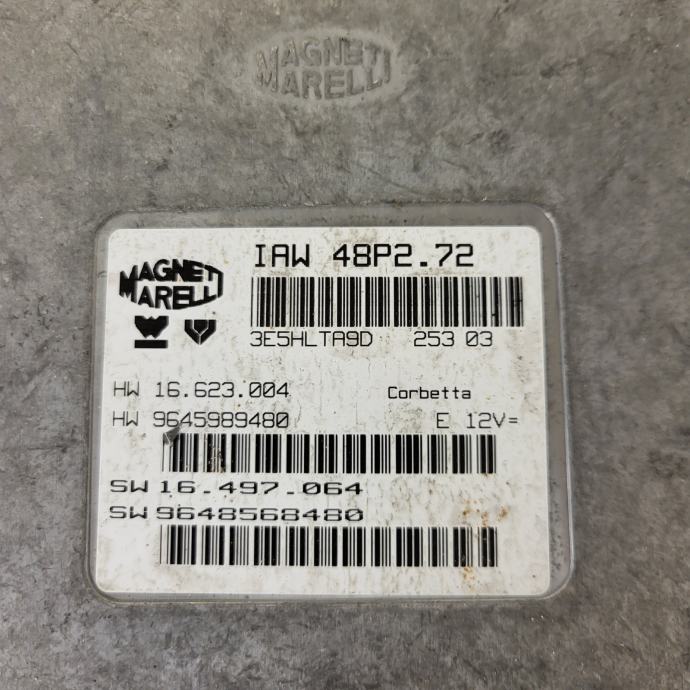 MAGNETI
MARELLI
MAGNETI
MARELLI
IAW 48P2.72
3E5HLTA9D 253 03
HW 16.623.004 Corbetta
HW 9645989480 E 12V=
SW 16.497.064
SW 9648568480